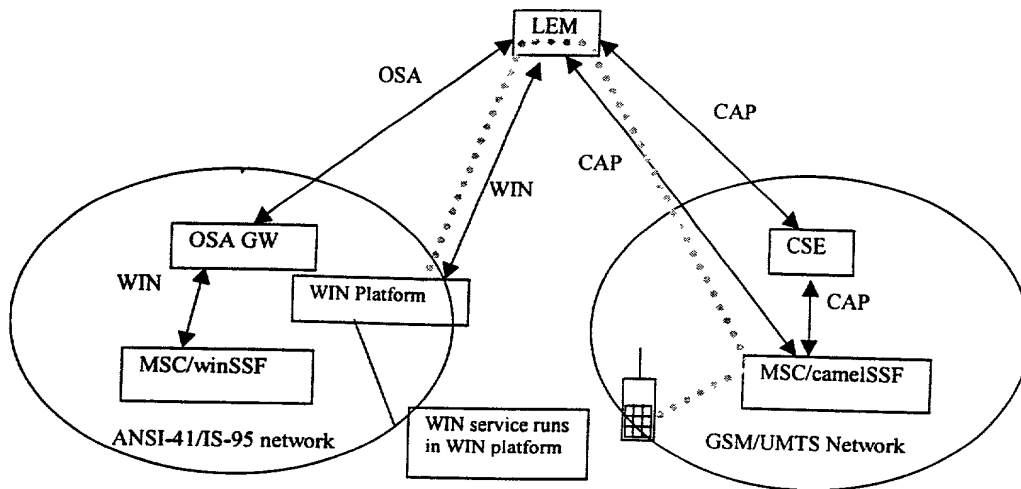 LEM
OSA
CAP
CAP
WIN
OSA GW
CSE
WIN
WIN Platform
CAP
MSC/winSSF
MSC/camelSSF
WIN service runs
in WIN platform
ANSI-41/IS-95 network
GSM/UMTS Network